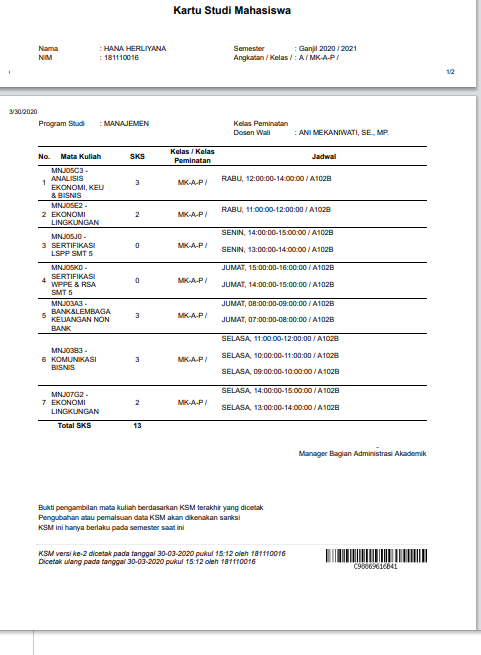 Kartu Studi Mahasiswa
Nama : HANA HERLIYANA Semester : Ganjil 2020 / 2021
NIM : 181110016 Angkatan / Kelas / : A / MK-A-P /
1/2
3/30/2020
Program Studi : MANAJEMEN Kelas Peminatan
Dosen Wali : ANI MEKANIWATI, SE., MP.
No. Mata Kuliah SKS Kelas / Kelas Peminatan Jadwal
1 MNJ05C3 - ANALISIS EKONOMI, KEU & BISNIS 3 MK-A-P / RABU, 12:00:00-14:00:00 / A102B
2 MNJ05E2 - EKONOMI LINGKUNGAN 2 MK-A-P / RABU, 11:00:00-12:00:00 / A102B
3 MNJ05J0 - SERTIFIKASI LSPP SMT 5 0 MK-A-P / SENIN, 14:00:00-15:00:00 / A102B
SENIN, 13:00:00-14:00:00 / A102B
4 MNJ05K0 - SERTIFIKASI WPPE & RSA SMT 5 0 MK-A-P / JUMAT, 15:00:00-16:00:00 / A102B
JUMAT, 14:00:00-15:00:00 / A102B
5 MNJ03A3 - BANK&LEMBAGA KEUANGAN NON BANK 3 MK-A-P / JUMAT, 08:00:00-09:00:00 / A102B
JUMAT, 07:00:00-08:00:00 / A102B
6 MNJ03B3 - KOMUNIKASI BISNIS 3 MK-A-P / SELASA, 11:00:00-12:00:00 / A102B
SELASA, 10:00:00-11:00:00 / A102B
SELASA, 09:00:00-10:00:00 / A102B
7 MNJ07G2 - EKONOMI LINGKUNGAN 2 MK-A-P / SELASA, 14:00:00-15:00:00 / A102B
SELASA, 13:00:00-14:00:00 / A102B
Total SKS 13
-
Manager Bagian Administrasi Akademik
Bukti pengambilan mata kuliah berdasarkan KSM terakhir yang dicetak
Pengubahan atau pemalsuan data KSM akan dikenakan sanksi
KSM ini hanya berlaku pada semester saat ini
KSM versi ke-2 dicetak pada tanggal 30-03-2020 pukul 15:12 oleh 181110016
Dicetak ulang pada tanggal 30-03-2020 pukul 15:12 oleh 181110016
C98869616B41